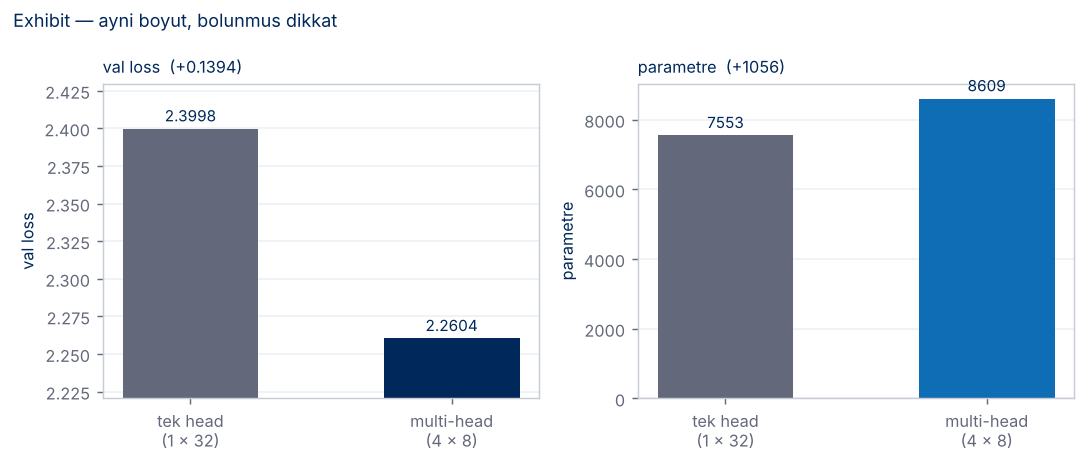 Exhibit — ayni boyut, bolunmus dikkat
val loss  (+0.1394)
val loss
2.425
2.400
2.375
2.350
2.325
2.300
2.275
2.250
2.225
2.3998
2.2604
tek head
(1 × 32)
multi-head
(4 × 8)
parametre  (+1056)
parametre
8000
6000
4000
2000
0
7553
8609
tek head
(1 × 32)
multi-head
(4 × 8)